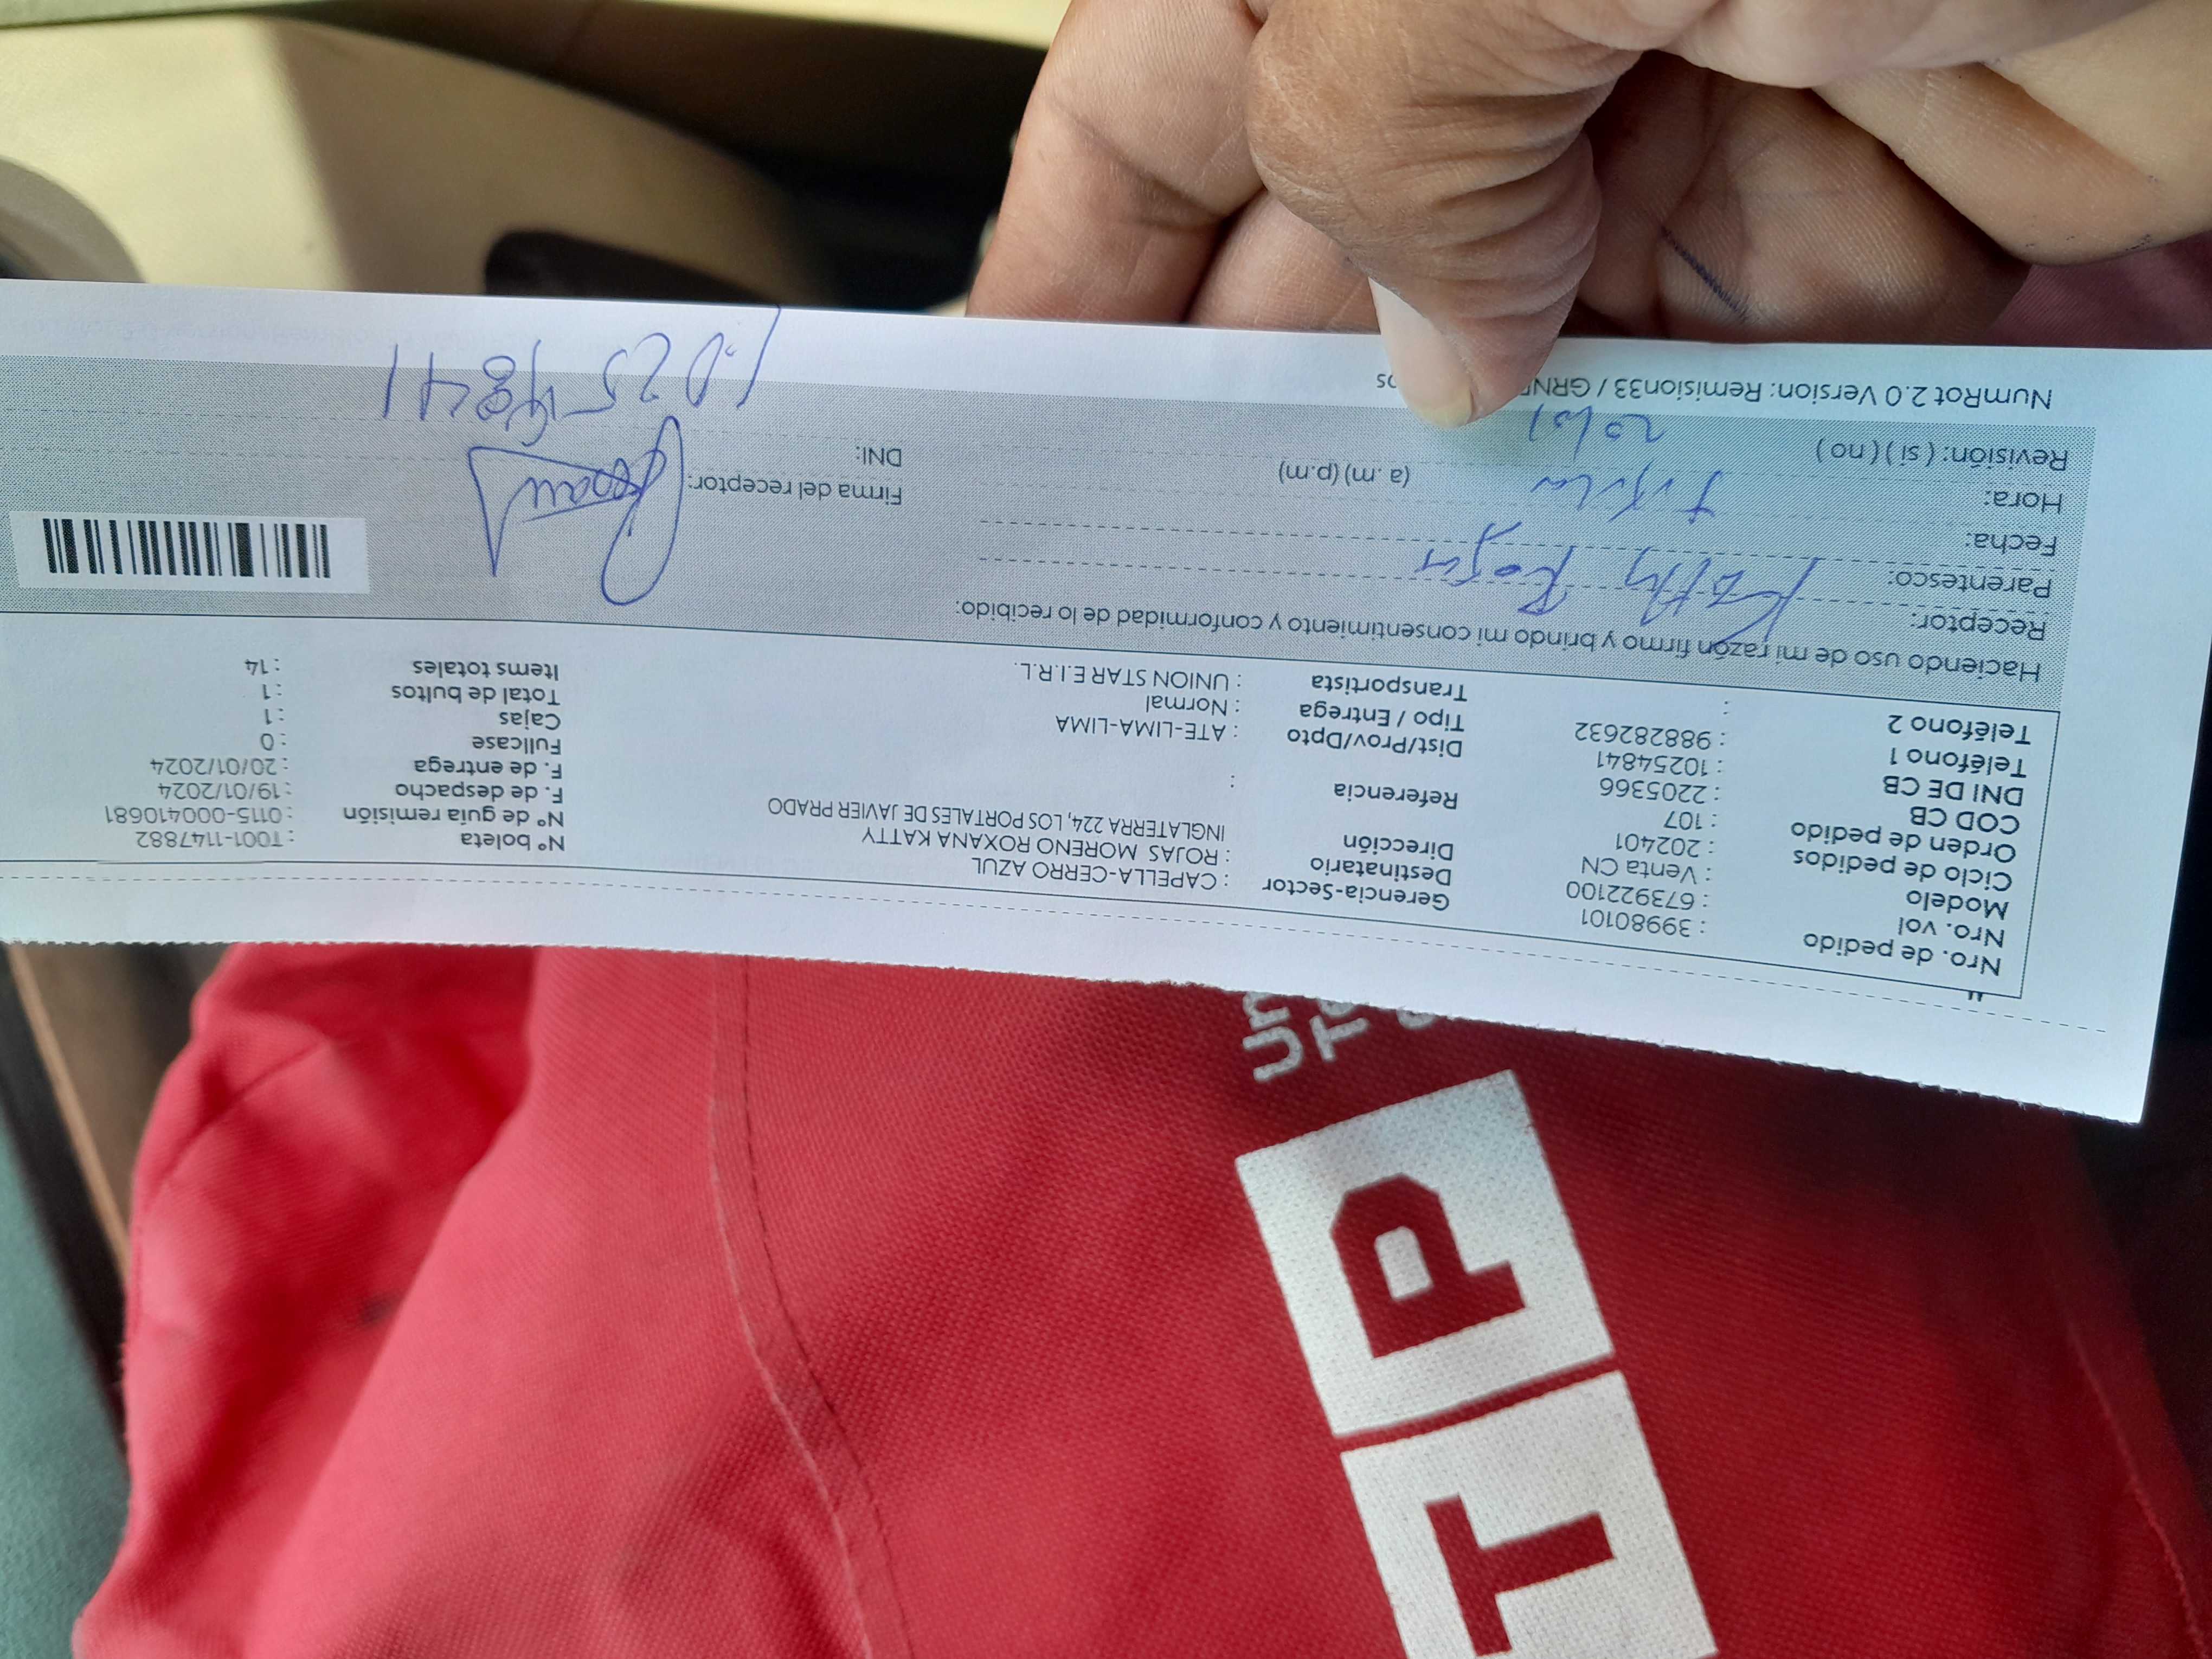 Nro. de pedido : 39980101
Nro. vol : 673922100
Modelo : Venta CN
Ciclo de pedidos : 202401
Orden de pedido : 107
COD CB : 2205366
DNI DE CB : 10254841
Teléfono 1 : 988282632
Teléfono 2 :
Gerencia-Sector : CAPELLA-CERRO AZUL
Destinatario : ROJAS MORENO ROXANA KATTY
Dirección INGLATERRA 224, LOS PORTALES DE JAVIER PRADO
Referencia :
Dist/Prov/Dpto : ATE-LIMA-LIMA
Tipo / Entrega : Normal
Transportista : UNION STAR E.I.R.L.
Nº boleta : T001-1147882
Nº de guía remisión : 0115-000410681
F. de despacho : 19/01/2024
F. de entrega : 20/01/2024
Fullcase : 0
Cajas : 1
Total de bultos : 1
Items totales : 14
Haciendo uso de mi razón firmo y brindo mi consentimiento y conformidad de lo recibido:
Receptor: Katty Rojas
Parentesco:
Fecha:
Hora: (a. m) (p.m)
Revisión: ( si ) ( no )
Firma del receptor:
DNI: 10254841
NumRot 2.0 Version: Remision33 / GRNE
TP